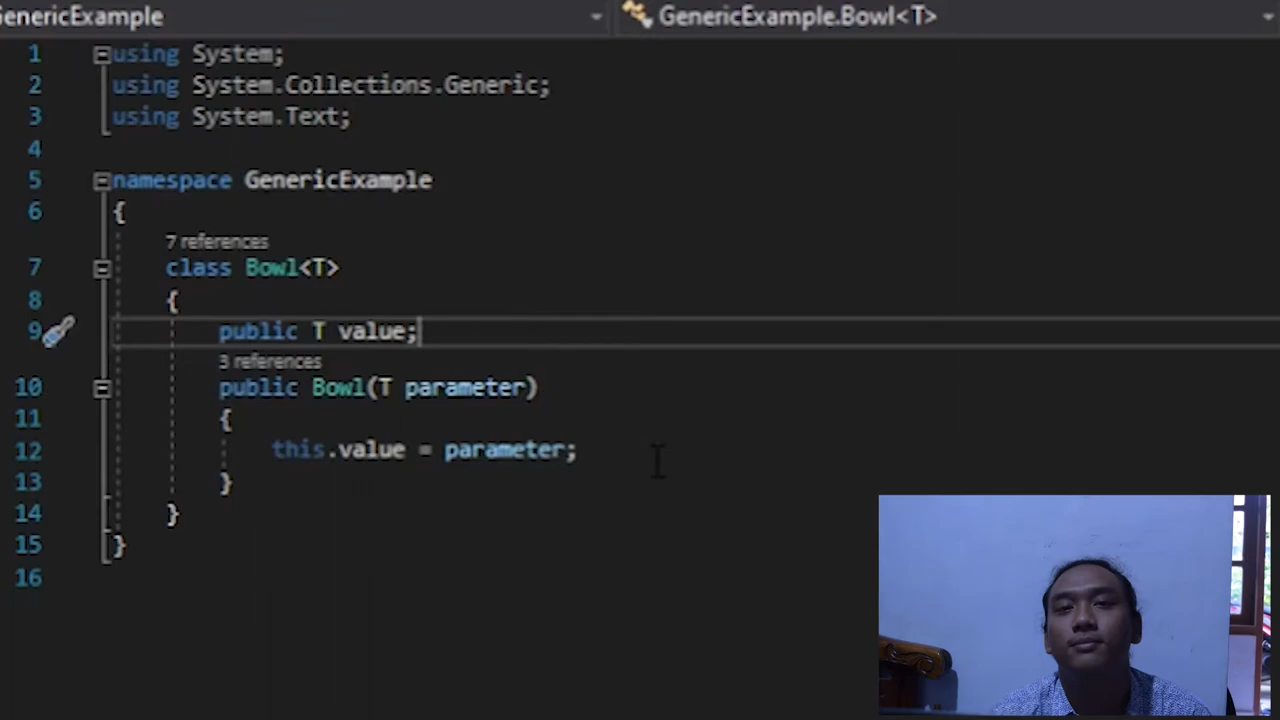 GenericExample
GenericExample.Bowl<T>
1 using System;
2 using System.Collections.Generic;
3 using System.Text;
4
5 namespace GenericExample
6 {
7 references
7 class Bowl<T>
8 {
9 public T value;
3 references
10 public Bowl(T parameter)
11 {
12 this.value = parameter;
13 }
14 }
15 }
16